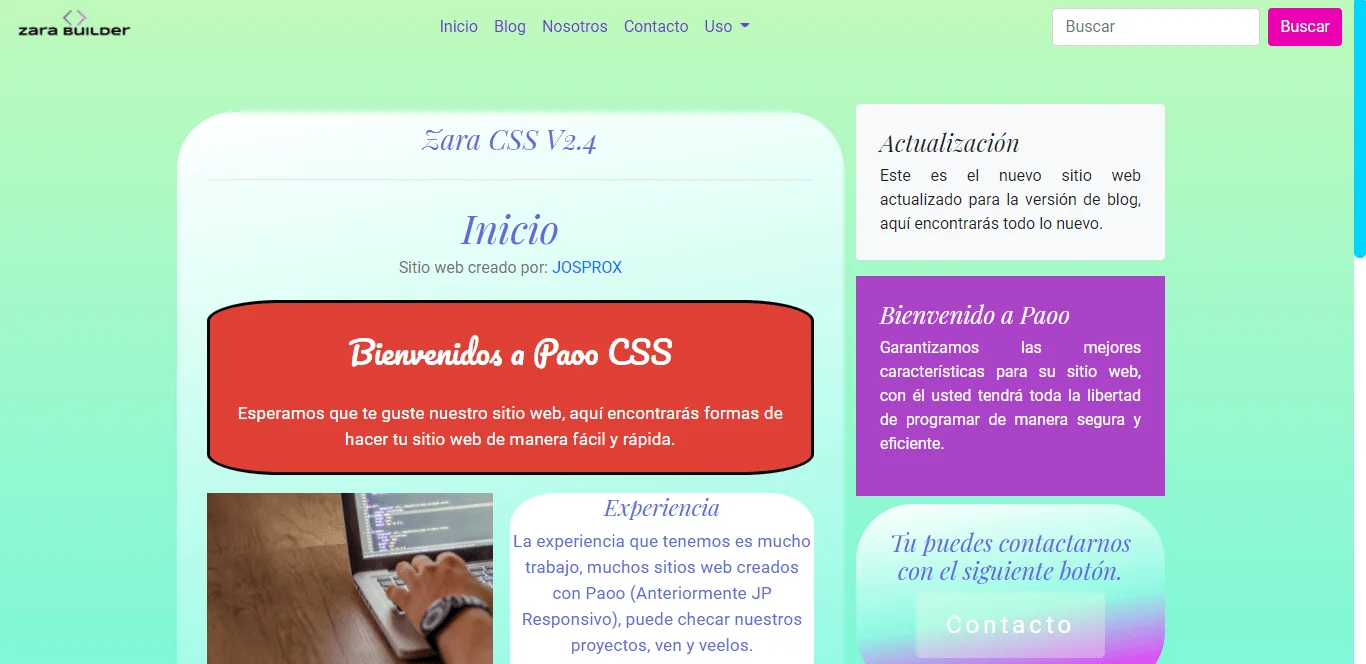 zara BUILDER
Inicio Blog Nosotros Contacto Uso
Buscar Buscar
Zara CSS V2.4
Inicio
Sitio web creado por: JOSPROX
Bienvenidos a Paoo CSS
Esperamos que te guste nuestro sitio web, aquí encontrarás formas de
hacer tu sitio web de manera fácil y rápida.
Experiencia
La experiencia que tenemos es mucho
trabajo, muchos sitios web creados
con Paoo (Anteriormente JP
Responsivo), puede checar nuestros
proyectos, ven y veelos.
Actualización
Este es el nuevo sitio web
actualizado para la versión de blog,
aquí encontrarás todo lo nuevo.
Bienvenido a Paoo
Garantizamos las mejores
características para su sitio web,
con él usted tendrá toda la libertad
de programar de manera segura y
eficiente.
Tu puedes contactarnos
con el siguiente botón.
Contacto